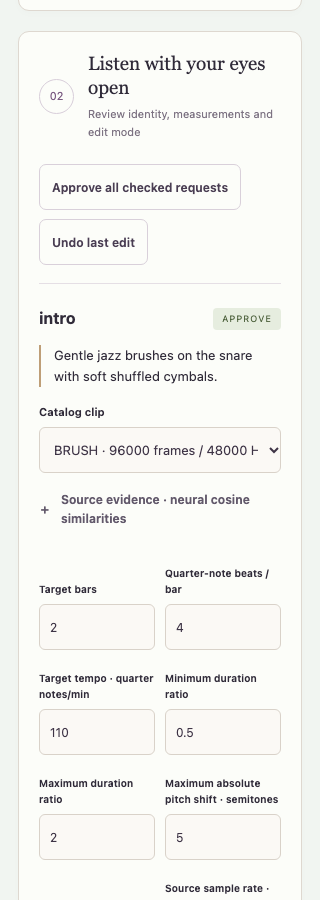 02
Listen with your eyes
open
Review identity, measurements and
edit mode
Approve all checked requests
Undo last edit
intro
APPROVE
Gentle jazz brushes on the snare
with soft shuffled cymbals.
Catalog clip
BRUSH · 96000 frames / 48000 H
+
Source evidence · neural cosine
similarities
Target bars
Quarter-note beats /
bar
2
4
Target tempo · quarter
notes/min
Minimum duration
ratio
110
0.5
Maximum duration
ratio
Maximum absolute
pitch shift · semitones
2
5
Source sample rate ·